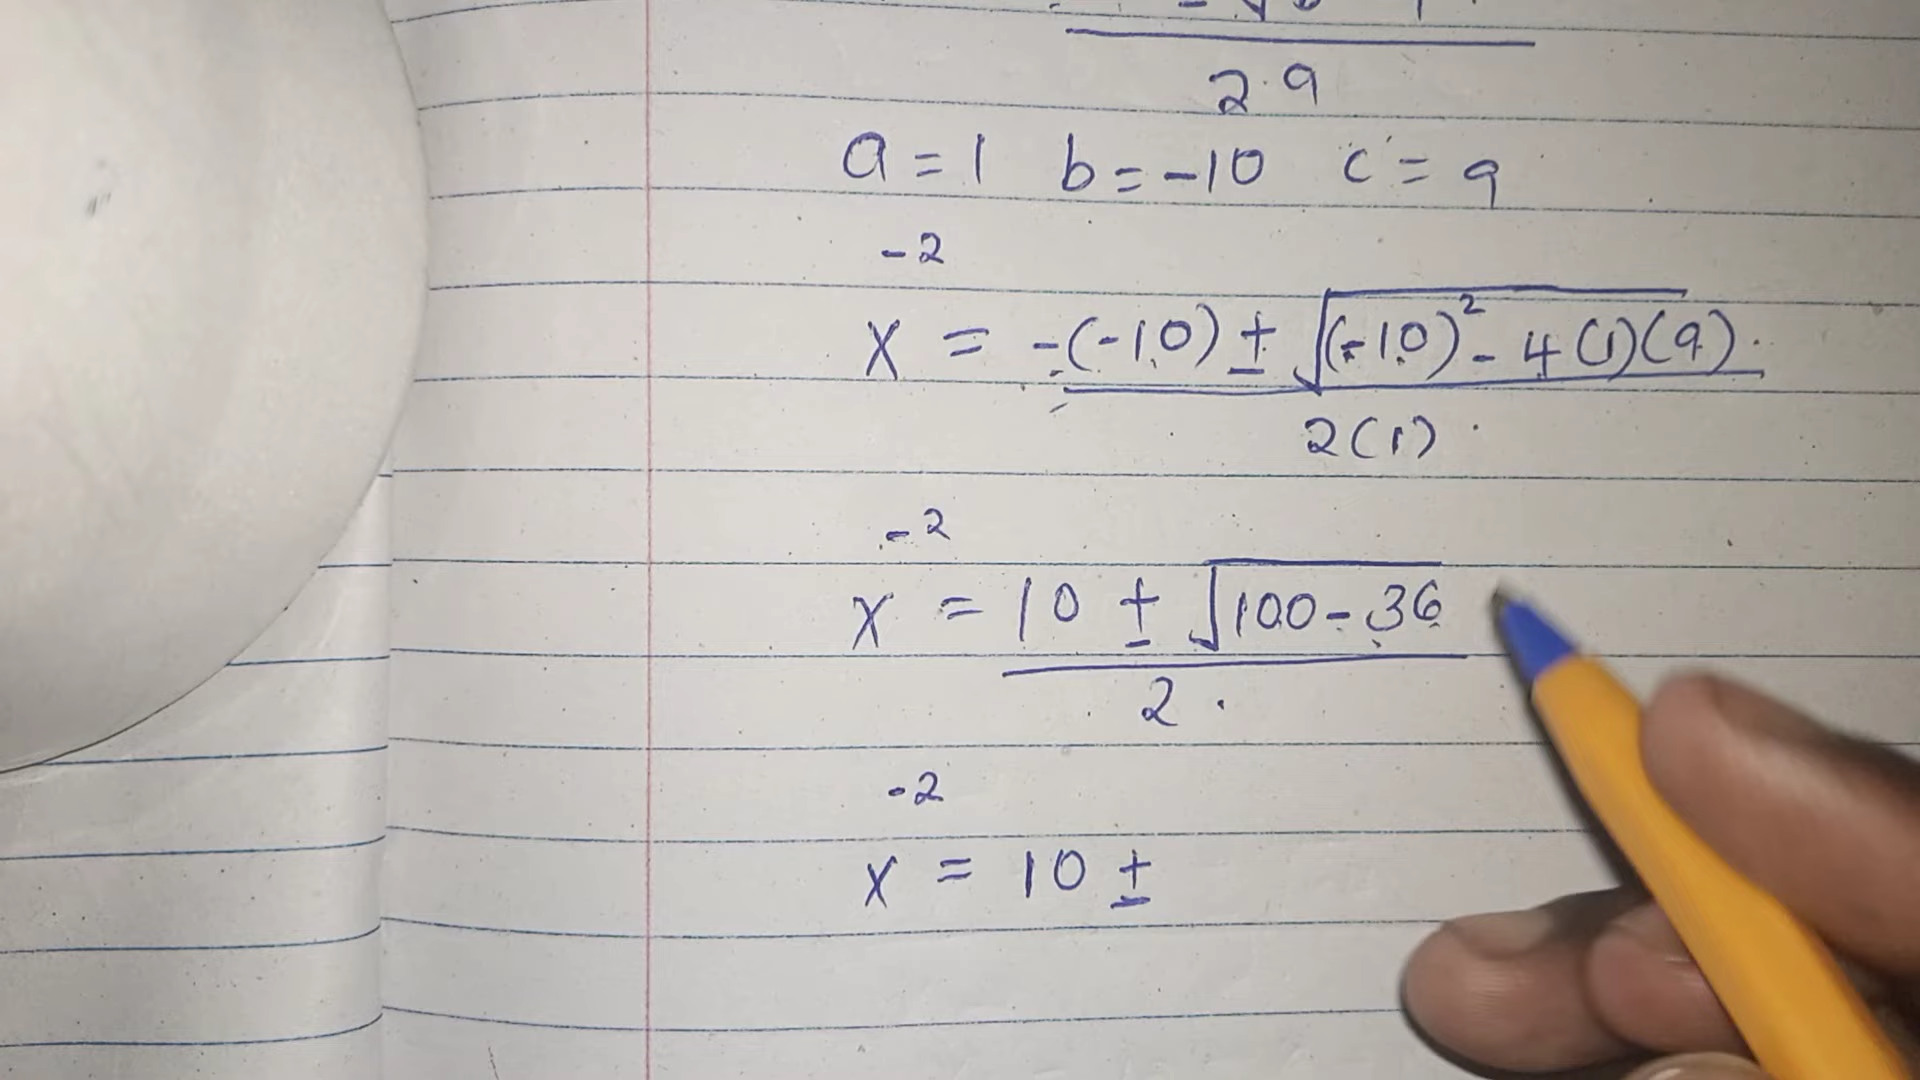 2·a
a = 1 b = -10 c = 9
x⁻² = -(-10) ± √(-10)² - 4(1)(9)
2(1)
x⁻² = 10 ± √100 - 36
2
x⁻² = 10 ±